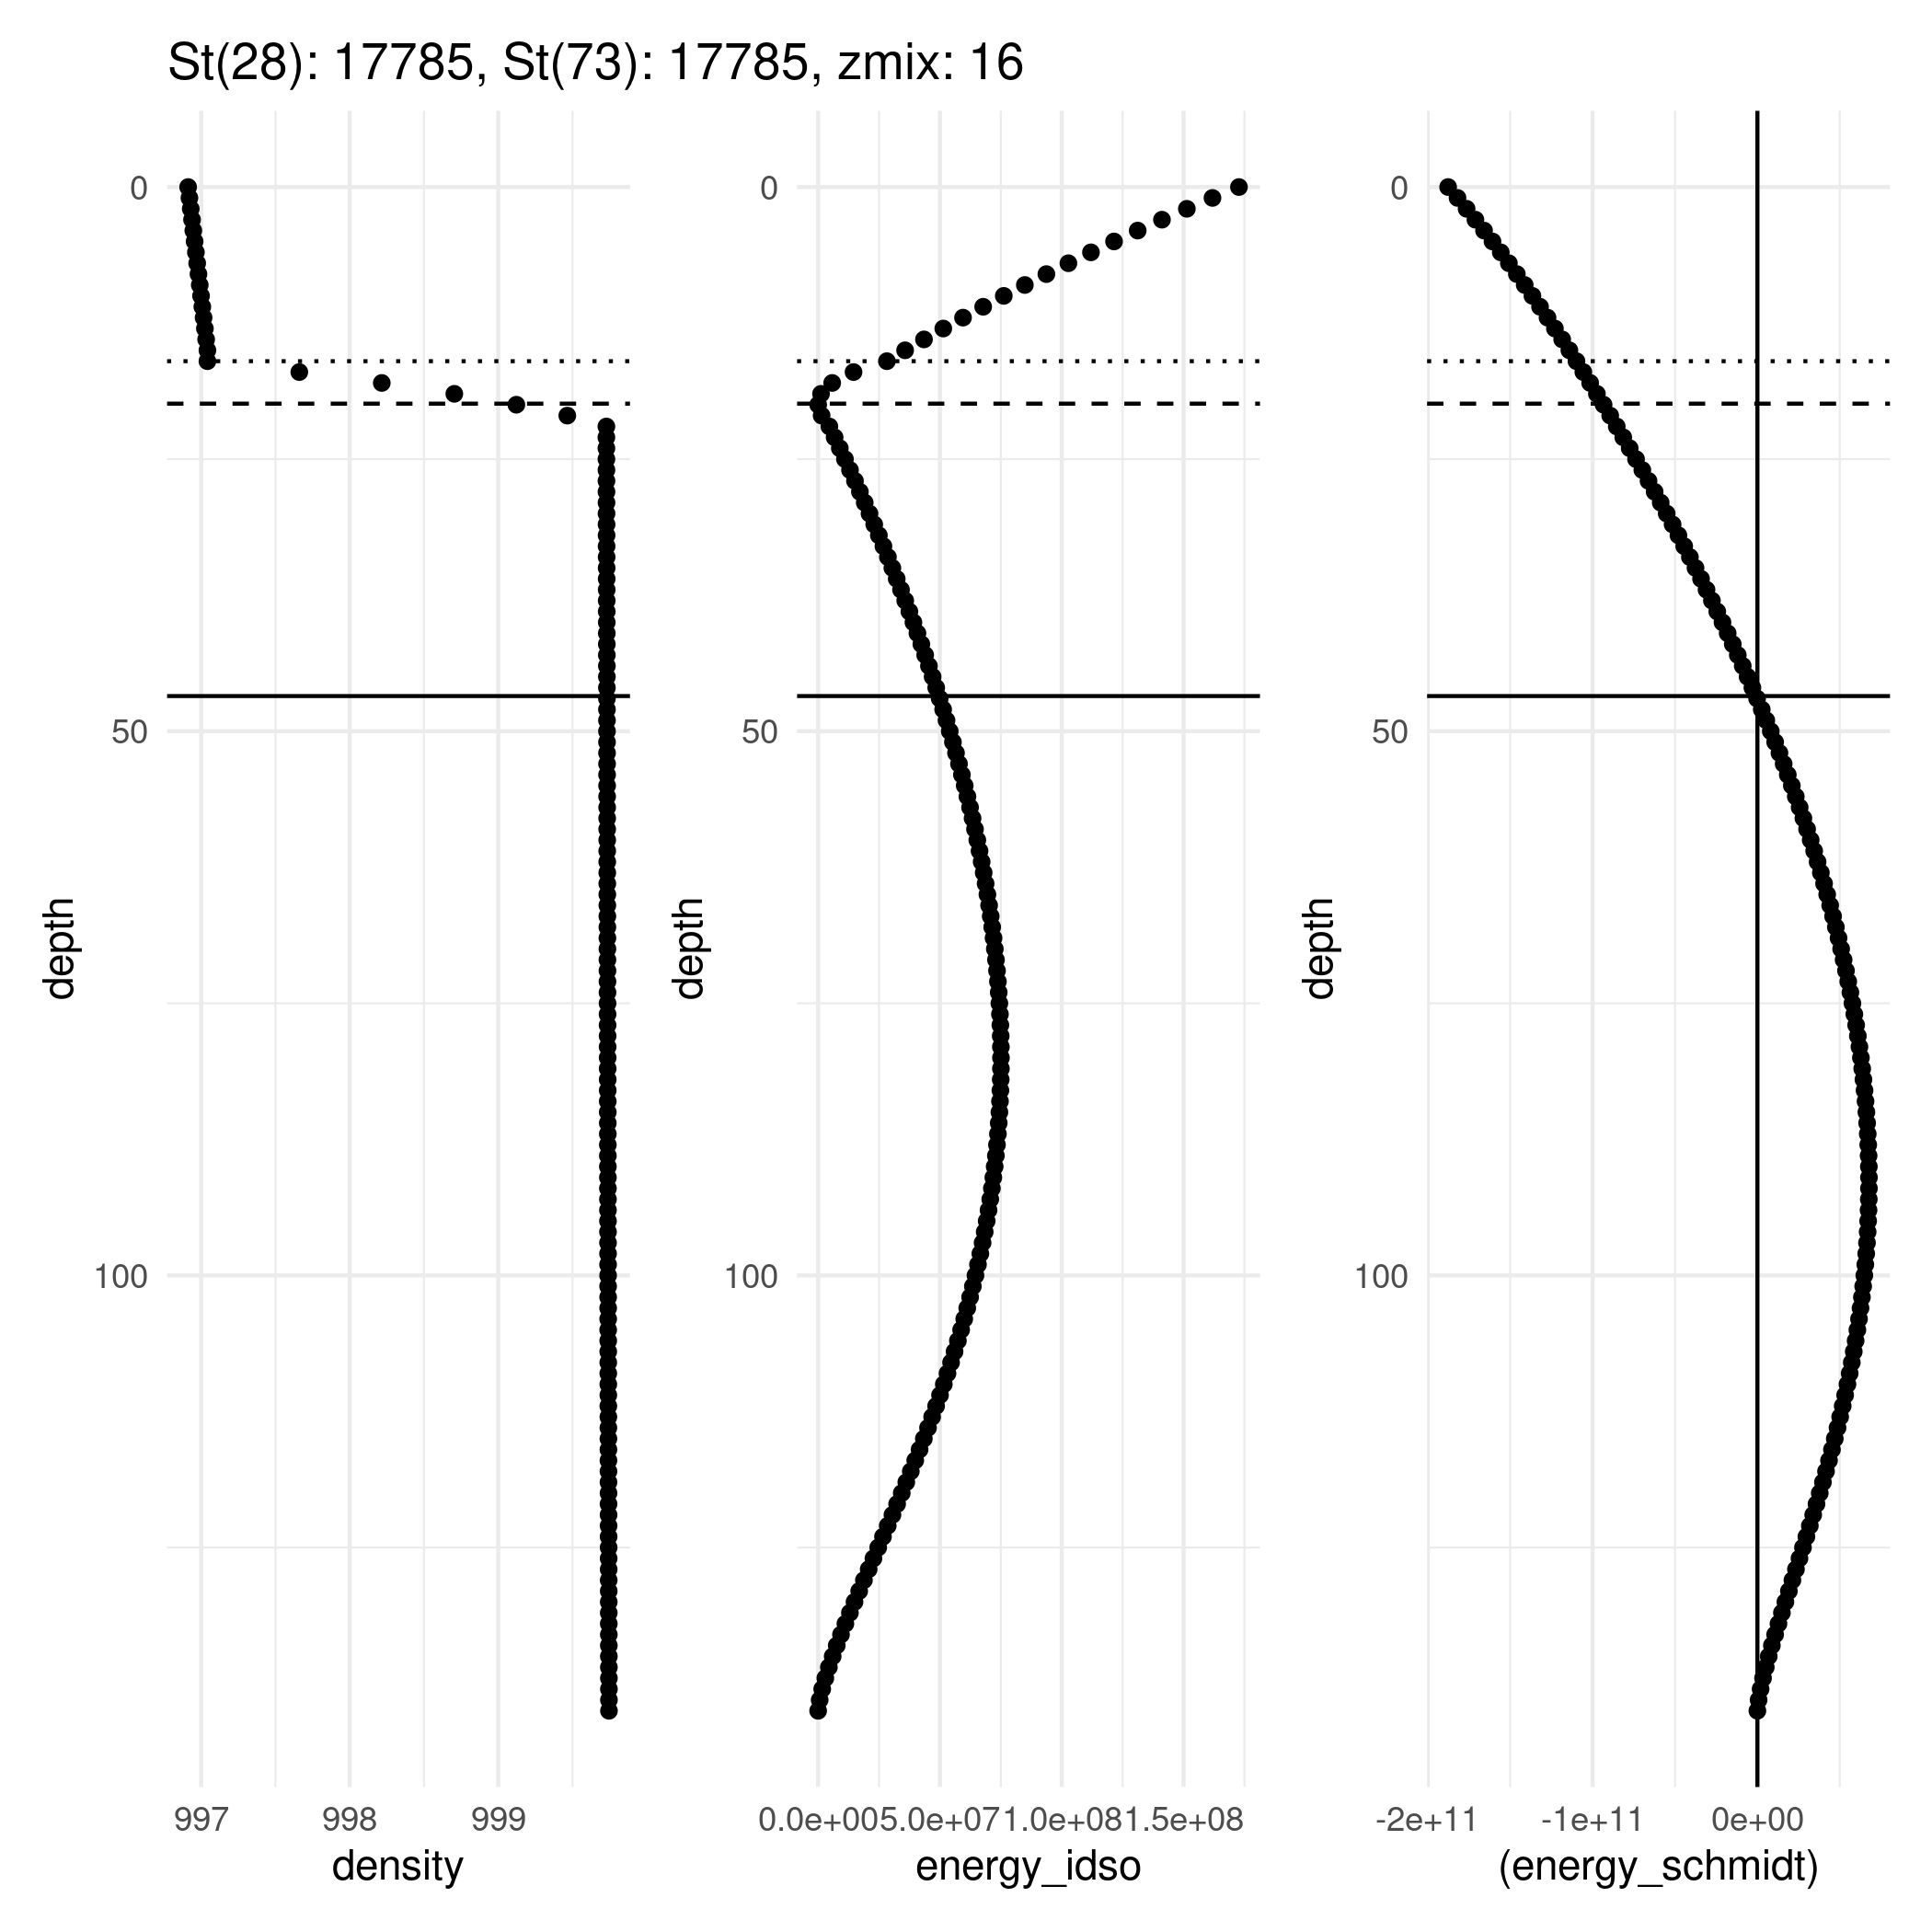 St(28): 17785, St(73): 17785, zmix: 16
0
50
100
depth
997 998 999
density
0
50
100
depth
0.0e+005.0e+071.0e+081.5e+08
energy_idso
0
50
100
depth
-2e+11 -1e+11 0e+00
(energy_schmidt)